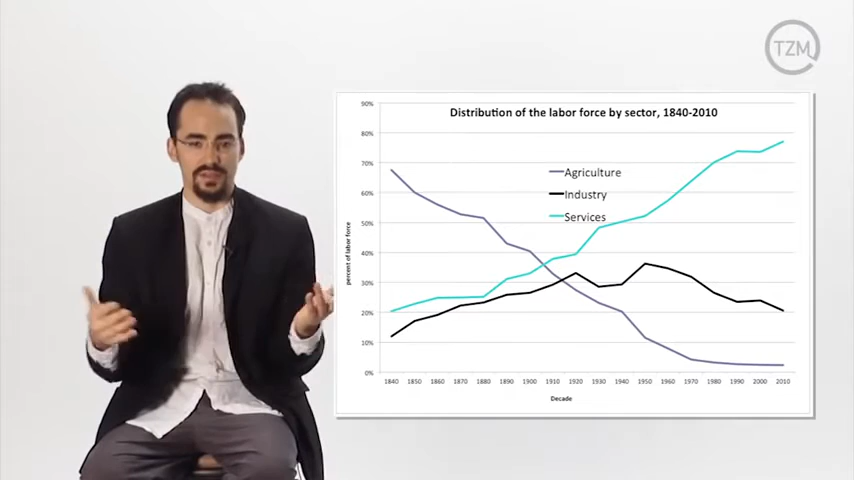 TZM
Distribution of the labor force by sector, 1840-2010
90%
80%
70%
60%
50%
40%
30%
20%
10%
0%
percent of labor force
Agriculture
Industry
Services
1840 1850 1860 1870 1880 1890 1900 1910 1920 1930 1940 1950 1960 1970 1980 1990 2000 2010
Decade